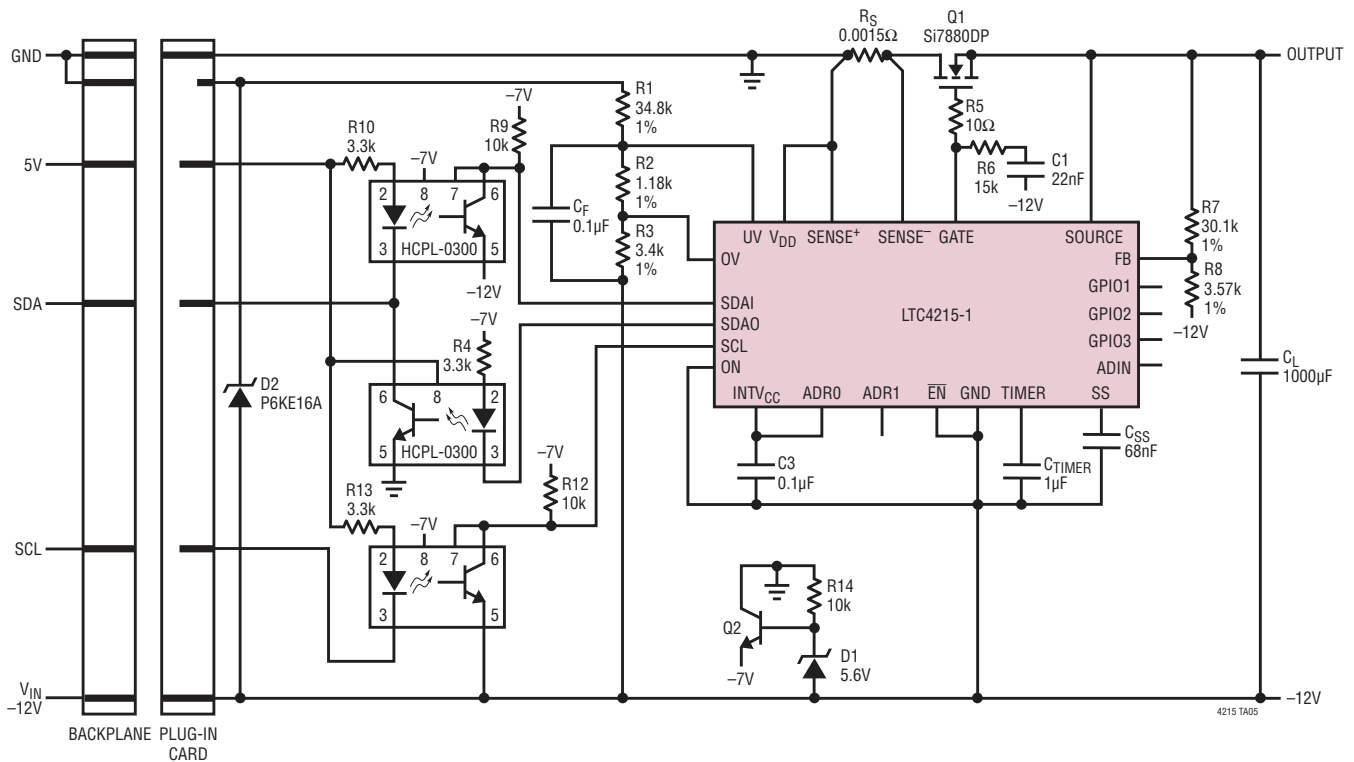 R_S
0.0015Ω
Q1
Si7880DP
GND
OUTPUT
–7V
R1
34.8k
1%
R10
3.3k
R9
10k
R5
10Ω
5V
–7V
2
8
7
6
R2
1.18k
1%
R6
15k
C1
22nF
–12V
C_F
0.1µF
R7
30.1k
1%
HCPL-0300
3
5
R3
3.4k
1%
UV
V_DD
SENSE⁺
SENSE⁻
GATE
SOURCE
OV
FB
–12V
GPIO1
R8
3.57k
1%
SDA
SDAI
LTC4215-1
–7V
SDAO
GPIO2
–12V
R4
3.3k
SCL
GPIO3
ON
ADIN
C_L
1000µF
D2
P6KE16A
6
8
2
INTV_CC
ADR0
ADR1
EN
GND
TIMER
SS
5
HCPL-0300
3
C_SS
68nF
–7V
C3
0.1µF
C_TIMER
1µF
R13
3.3k
R12
10k
–7V
SCL
2
8
7
6
3
5
R14
10k
Q2
D1
5.6V
–7V
V_IN
–12V
–12V
4215 TA05
BACKPLANE
PLUG-IN
CARD